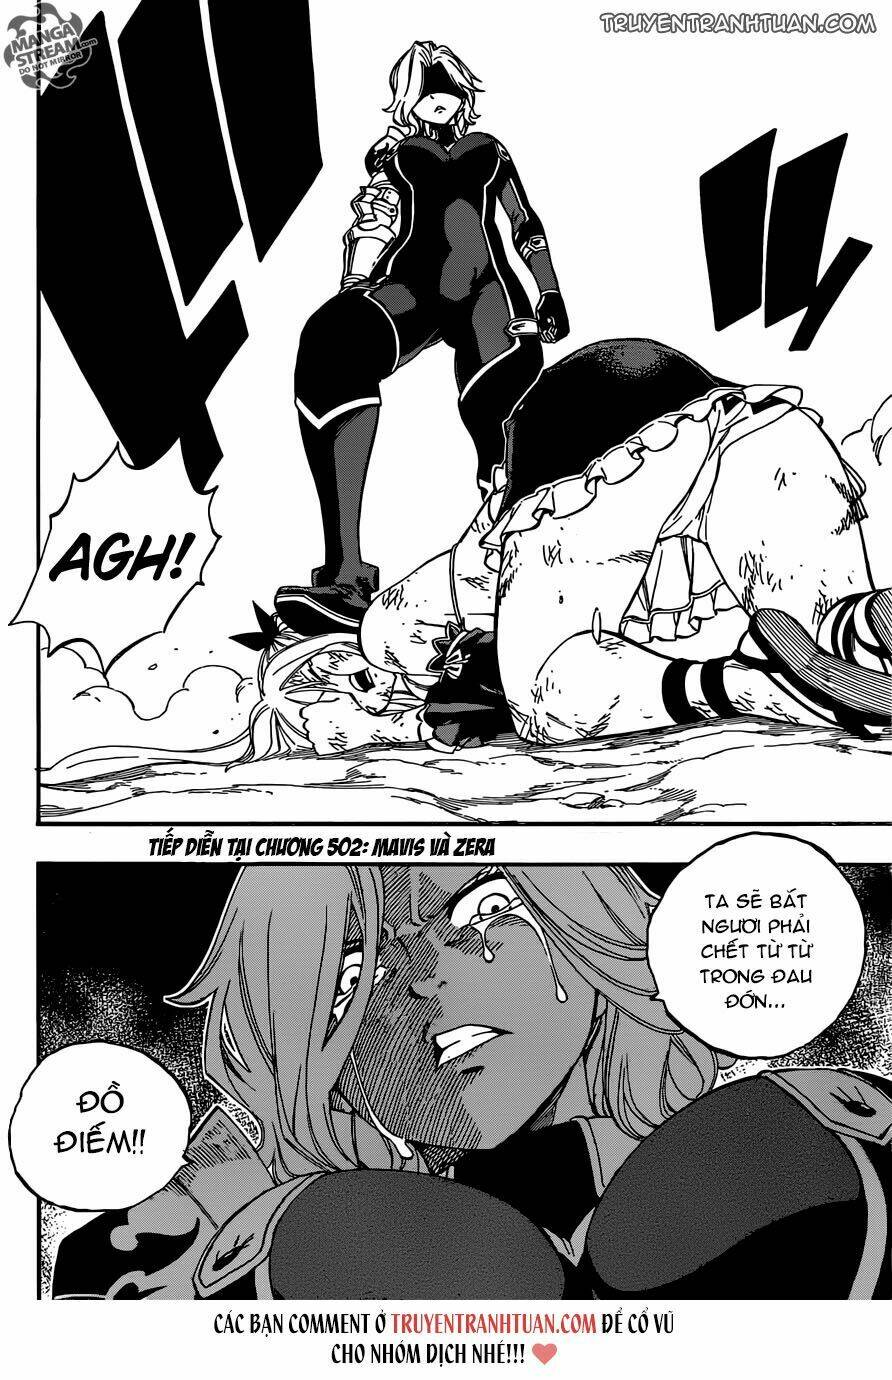 MANGA
STREAM.COM
DO NOT MIRROR
TRUYENTRANHTUAN.COM
AGH!
TIẾP DIỄN TẠI CHƯƠNG 502: MAVIS VÀ ZERA
TA SẼ BẮT
NGƯƠI PHẢI
CHẾT TỪ TỪ
TRONG ĐAU
ĐỚN...
ĐỒ
ĐIẾM!!
CÁC BẠN COMMENT Ở TRUYENTRANHTUAN.COM ĐỂ CỔ VŨ
CHO NHÓM DỊCH NHÉ!!! ❤